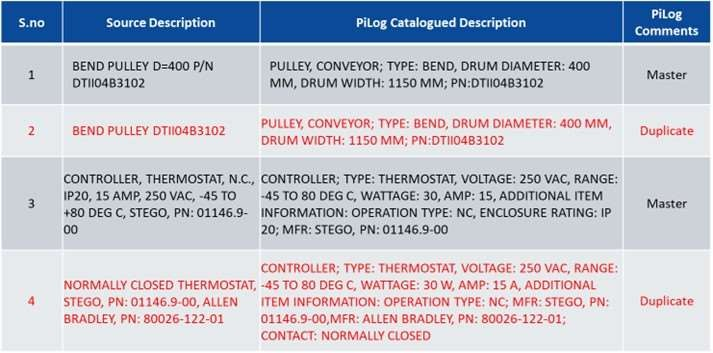 S.no
Source Description
PiLog Catalogued Description
PiLog
Comments
1
BEND PULLEY D=400 P/N
DTII04B3102
PULLEY, CONVEYOR; TYPE: BEND, DRUM DIAMETER: 400
MM, DRUM WIDTH: 1150 MM; PN:DTII04B3102
Master
2
BEND PULLEY DTII04B3102
PULLEY, CONVEYOR; TYPE: BEND, DRUM DIAMETER: 400 MM,
DRUM WIDTH: 1150 MM; PN:DTII04B3102
Duplicate
3
CONTROLLER, THERMOSTAT, N.C.,
IP20, 15 AMP, 250 VAC, -45 TO
+80 DEG C, STEGO, PN: 01146.9-
00
CONTROLLER; TYPE: THERMOSTAT, VOLTAGE: 250 VAC, RANGE:
-45 TO 80 DEG C, WATTAGE: 30, AMP: 15, ADDITIONAL ITEM
INFORMATION: OPERATION TYPE: NC, ENCLOSURE RATING: IP
20; MFR: STEGO, PN: 01146.9-00
Master
4
NORMALLY CLOSED THERMOSTAT,
STEGO, PN: 01146.9-00, ALLEN
BRADLEY, PN: 80026-122-01
CONTROLLER; TYPE: THERMOSTAT, VOLTAGE: 250 VAC, RANGE:
-45 TO 80 DEG C, WATTAGE: 30 W, AMP: 15 A, ADDITIONAL
ITEM INFORMATION: OPERATION TYPE: NC; MFR: STEGO, PN:
01146.9-00,MFR: ALLEN BRADLEY, PN: 80026-122-01;
CONTACT: NORMALLY CLOSED
Duplicate